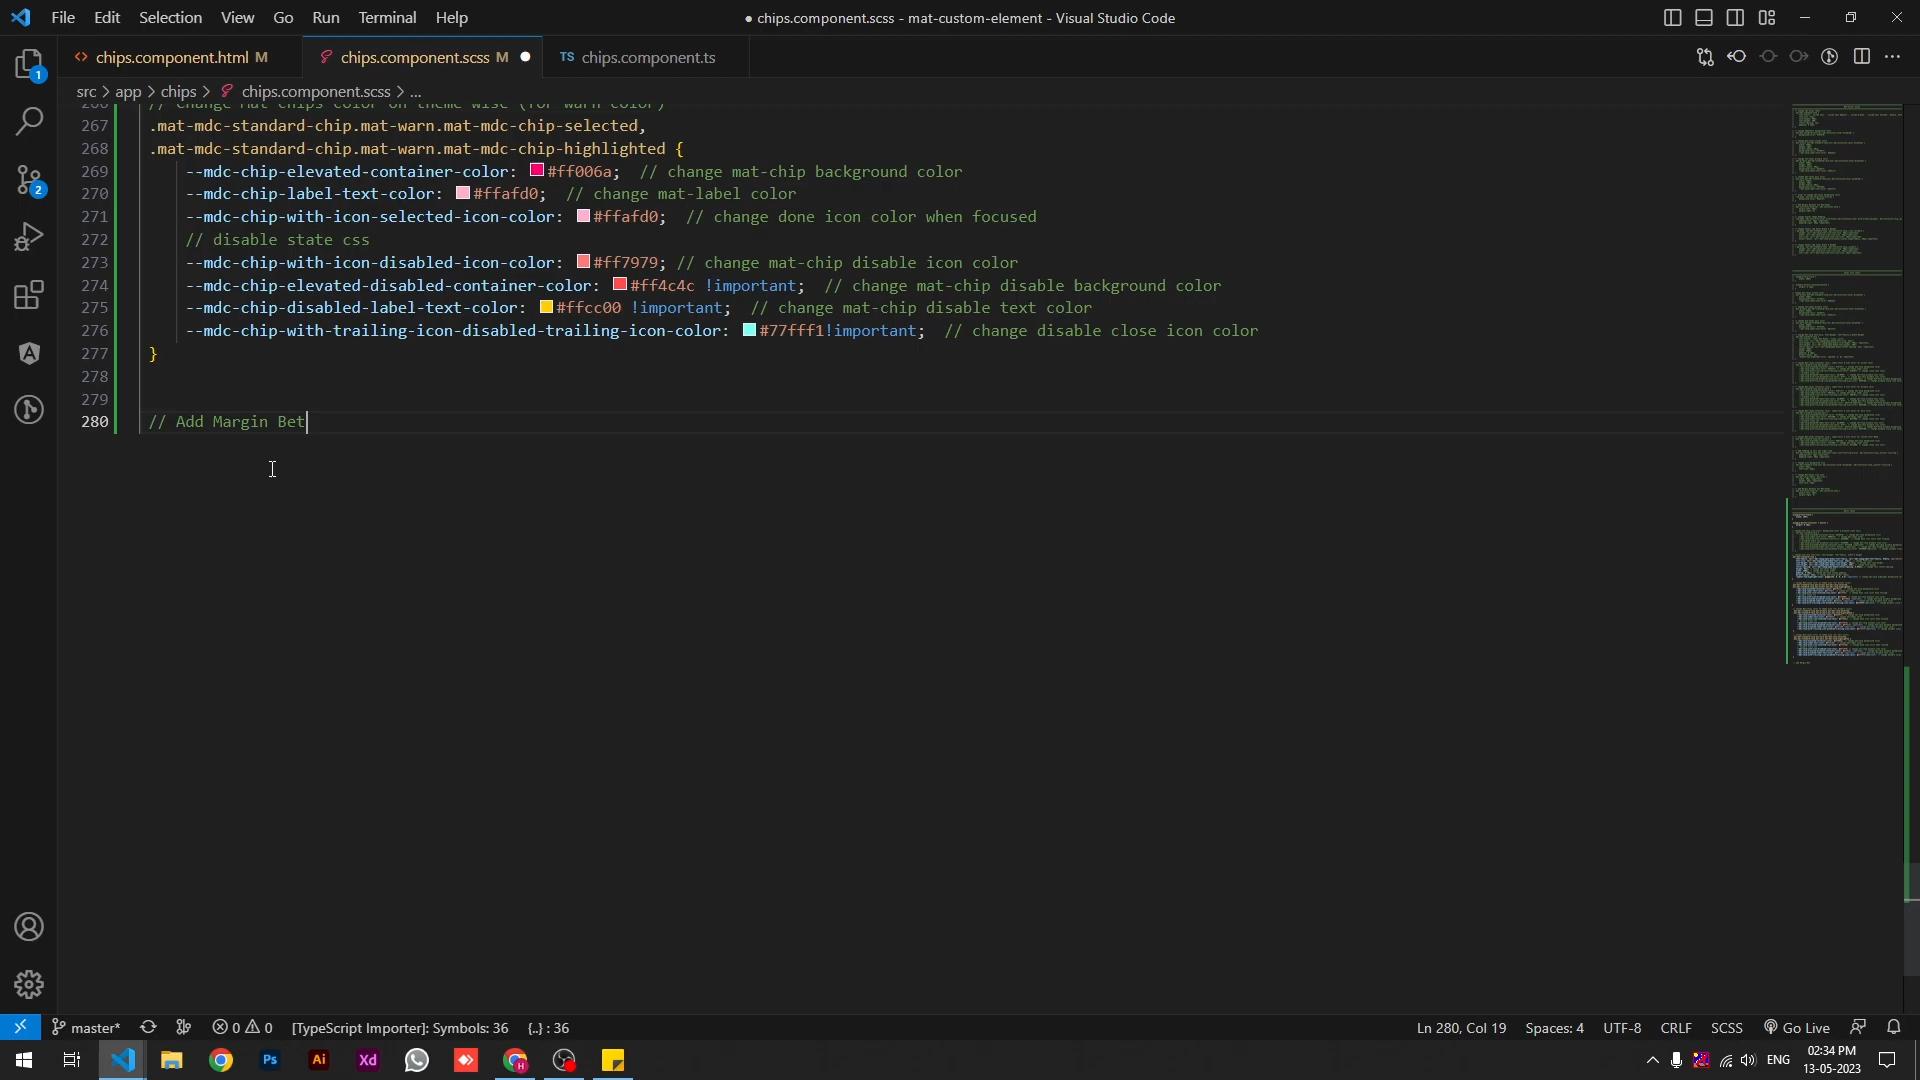 File Edit Selection View Go Run Terminal Help
● chips.component.scss - mat-custom-element - Visual Studio Code
chips.component.html M
chips.component.scss M
TS chips.component.ts
src > app > chips > chips.component.scss > ...
267 .mat-mdc-standard-chip.mat-warn.mat-mdc-chip-selected,
268 .mat-mdc-standard-chip.mat-warn.mat-mdc-chip-highlighted {
269 --mdc-chip-elevated-container-color: #ff006a; // change mat-chip background color
270 --mdc-chip-label-text-color: #ffafd0; // change mat-label color
271 --mdc-chip-with-icon-selected-icon-color: #ffafd0; // change done icon color when focused
272 // disable state css
273 --mdc-chip-with-icon-disabled-icon-color: #ff7979; // change mat-chip disable icon color
274 --mdc-chip-elevated-disabled-container-color: #ff4c4c !important; // change mat-chip disable background color
275 --mdc-chip-disabled-label-text-color: #ffcc00 !important; // change mat-chip disable text color
276 --mdc-chip-with-trailing-icon-disabled-trailing-icon-color: #77fff1!important; // change disable close icon color
277 }
278
279
280 // Add Margin Bet
1
2
master* 0 0 [TypeScript Importer]: Symbols: 36 {..} : 36
Ln 280, Col 19 Spaces: 4 UTF-8 CRLF SCSS Go Live
Ps Ai Xd
ENG
02:34 PM
13-05-2023